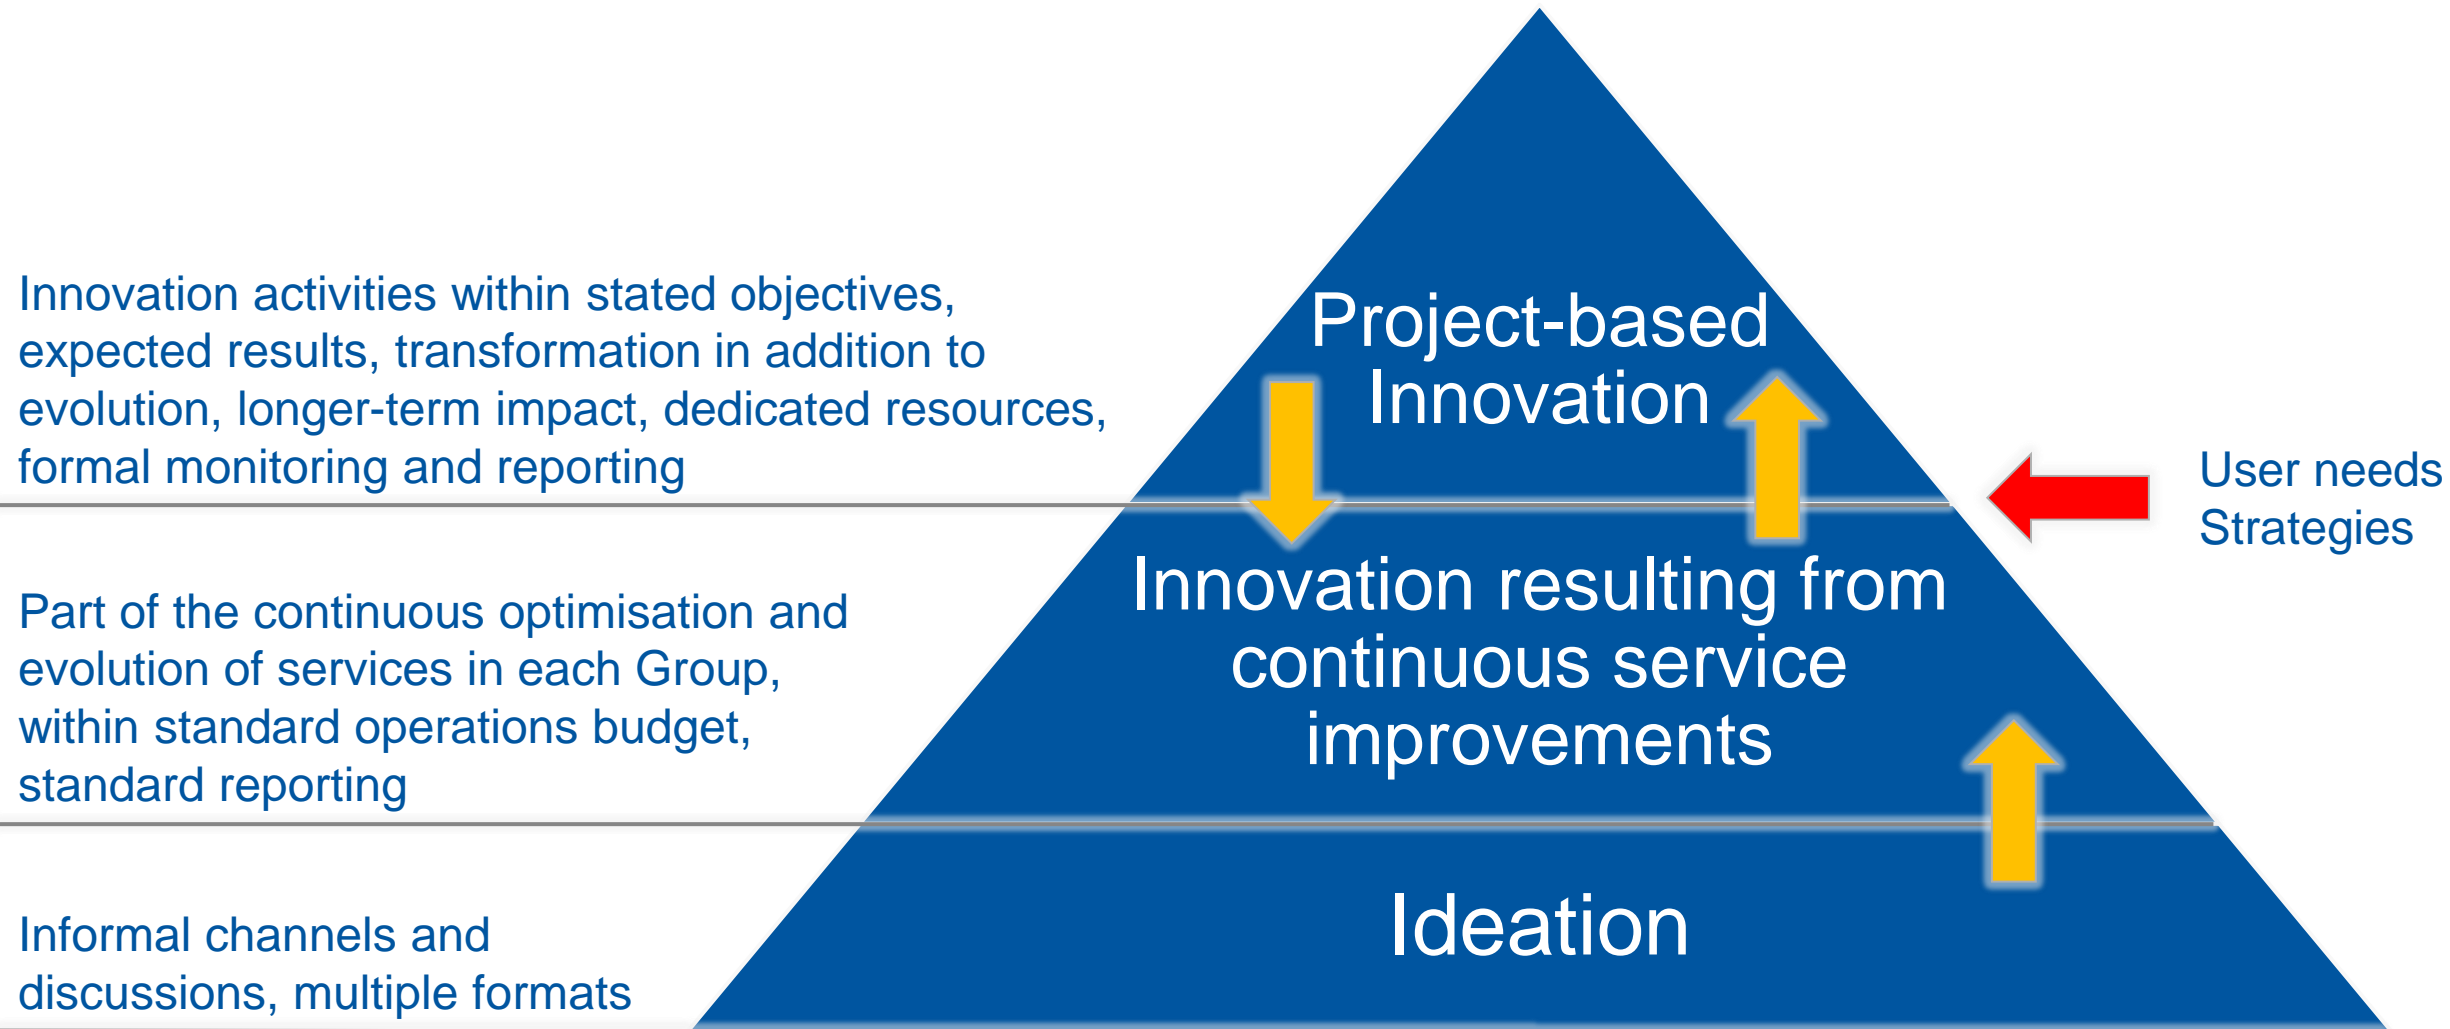 Innovation activities within stated objectives,
expected results, transformation in addition to
evolution, longer-term impact, dedicated resources,
formal monitoring and reporting
Project-based
Innovation
User needs
Strategies
Part of the continuous optimisation and
evolution of services in each Group,
within standard operations budget,
standard reporting
Innovation resulting from
continuous service
improvements
Informal channels and
discussions, multiple formats
Ideation